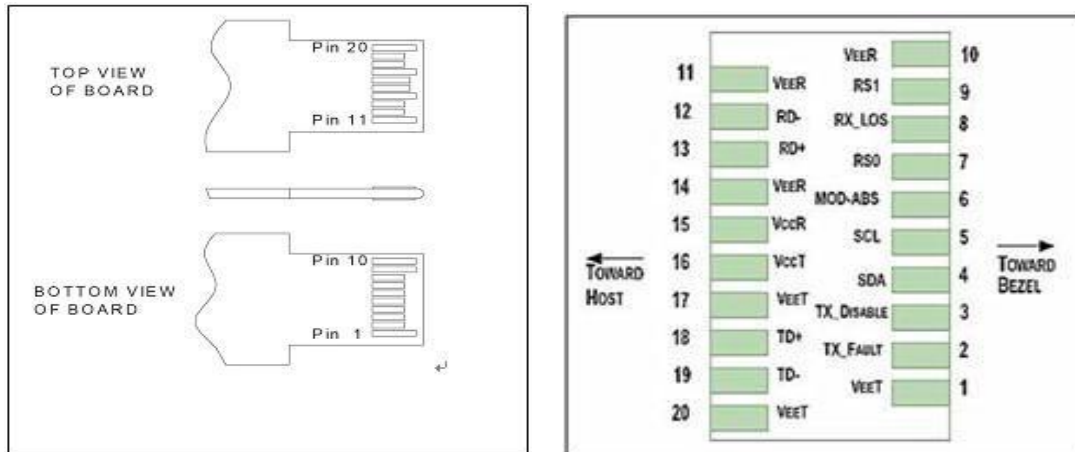 Pin 20
TOP VIEW
OF BOARD
Pin 11
Pin 10
BOTTOM VIEW
OF BOARD
Pin 1
11 VEER
12 RD-
13 RD+
14 VEER
15 VCCR
16 VCCT
17 VEET
18 TD+
19 TD-
20 VEET
TOWARD
HOST
VEER 10
RS1 9
RX_LOS 8
RS0 7
MOD-ABS 6
SCL 5
SDA 4
TX_DISABLE 3
TX_FAULT 2
VEET 1
TOWARD
BEZEL